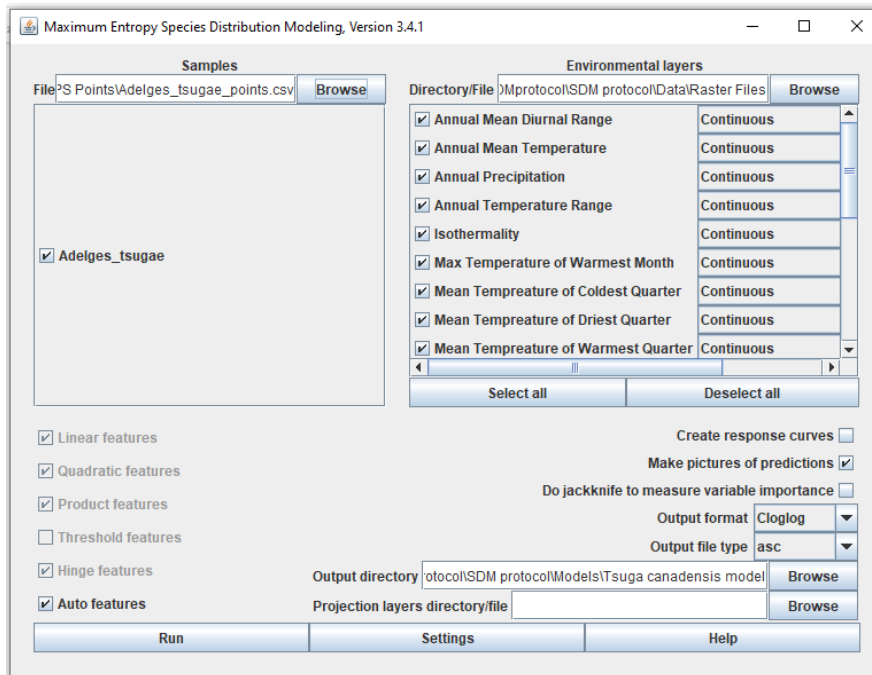 Maximum Entropy Species Distribution Modeling, Version 3.4.1
Samples
File PS Points\Adelges_tsugae_points.csv Browse
Adelges_tsugae
Environmental layers
Directory/File Mprotocol\SDM protocol\Data\Raster Files Browse
Annual Mean Diurnal Range Continuous
Annual Mean Temperature Continuous
Annual Precipitation Continuous
Annual Temperature Range Continuous
Isothermality Continuous
Max Temperature of Warmest Month Continuous
Mean Tempreature of Coldest Quarter Continuous
Mean Tempreature of Driest Quarter Continuous
Mean Tempreature of Warmest Quarter Continuous
Select all Deselect all
Linear features
Quadratic features
Product features
Threshold features
Hinge features
Auto features
Create response curves
Make pictures of predictions
Do jackknife to measure variable importance
Output format Cloglog
Output file type asc
Output directory otocol\SDM protocol\Models\Tsuga canadensis model Browse
Projection layers directory/file Browse
Run Settings Help